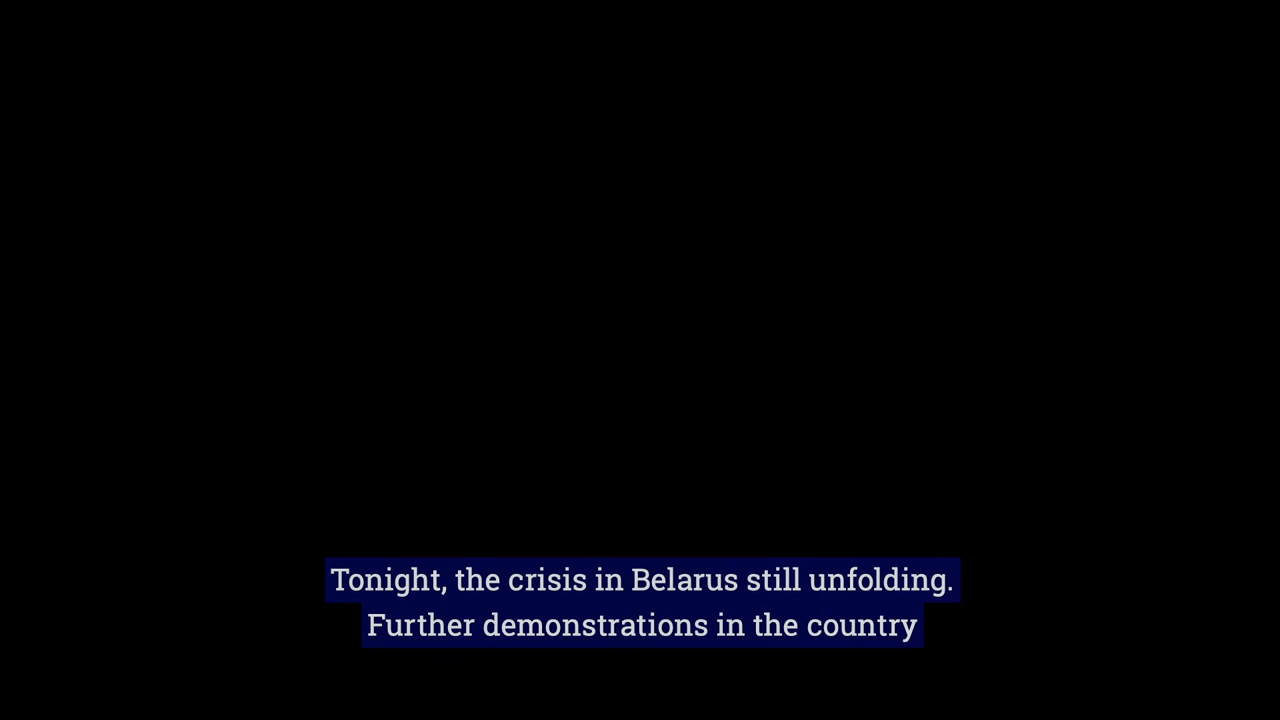 Tonight, the crisis in Belarus still unfolding.
Further demonstrations in the country